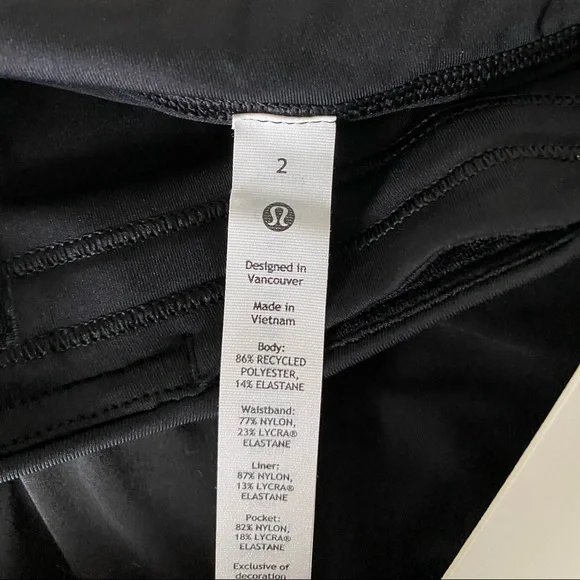 2
Designed in
Vancouver
Made in
Vietnam
Body:
86% RECYCLED
POLYESTER,
14% ELASTANE
Waistband:
77% NYLON,
23% LYCRA®
ELASTANE
Liner:
87% NYLON,
13% LYCRA®
ELASTANE
Pocket:
82% NYLON,
18% LYCRA®
ELASTANE
Exclusive of
decoration